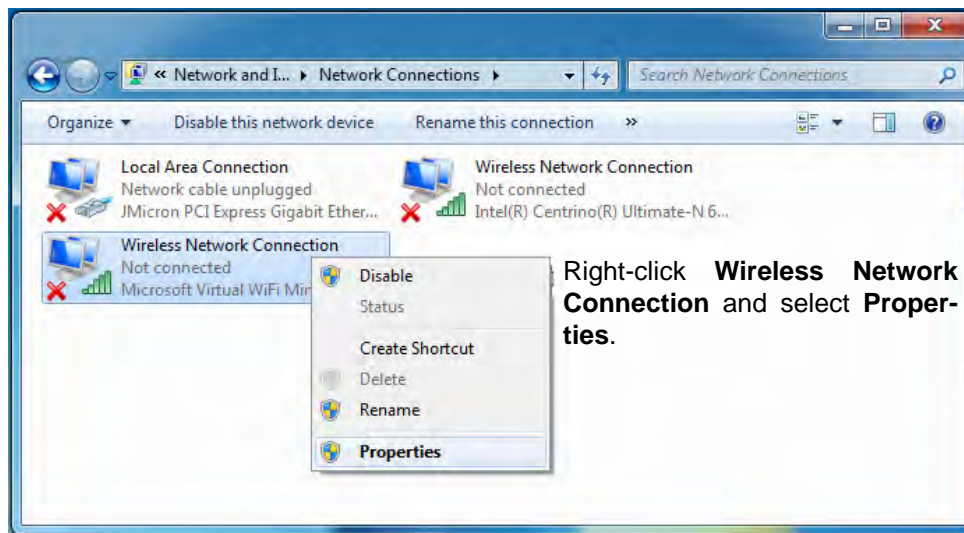 « Network and I... ▸ Network Connections ▸
Search Network Connections
Organize ▾ Disable this network device Rename this connection »
Local Area Connection
Network cable unplugged
JMicron PCI Express Gigabit Ether...
Wireless Network Connection
Not connected
Intel(R) Centrino(R) Ultimate-N 6...
Wireless Network Connection
Not connected
Microsoft Virtual WiFi Min
Disable
Status
Create Shortcut
Delete
Rename
Properties
Right-click Wireless Network
Connection and select Proper-
ties.